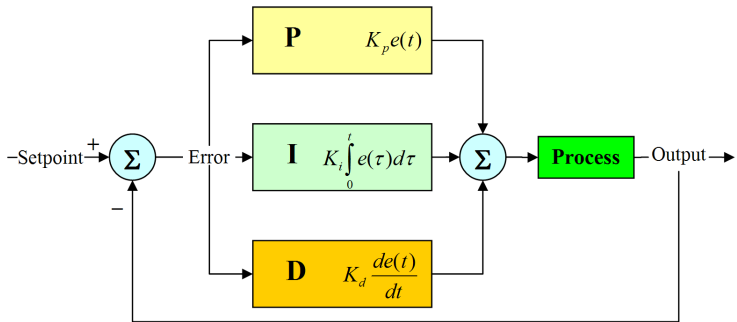 P K_p e(t)
+
Setpoint Σ Error I K_i ∫_0^t e(τ)dτ Σ Process Output
−
D K_d de(t)/dt